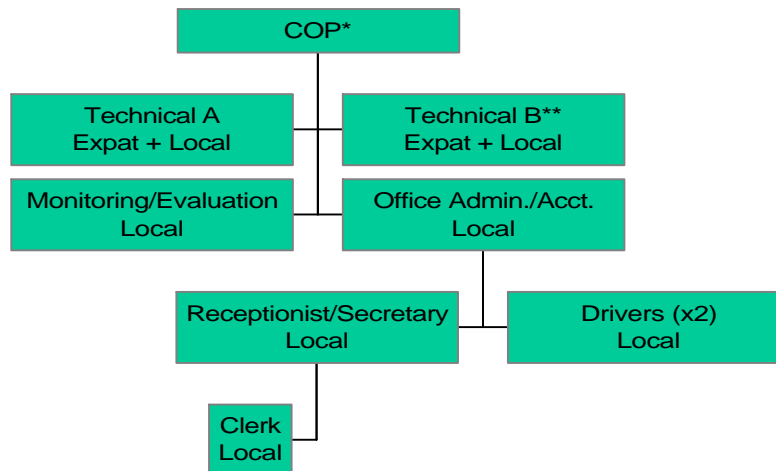 COP*
Technical A
Expat + Local
Technical B**
Expat + Local
Monitoring/Evaluation
Local
Office Admin./Acct.
Local
Receptionist/Secretary
Local
Drivers (x2)
Local
Clerk
Local